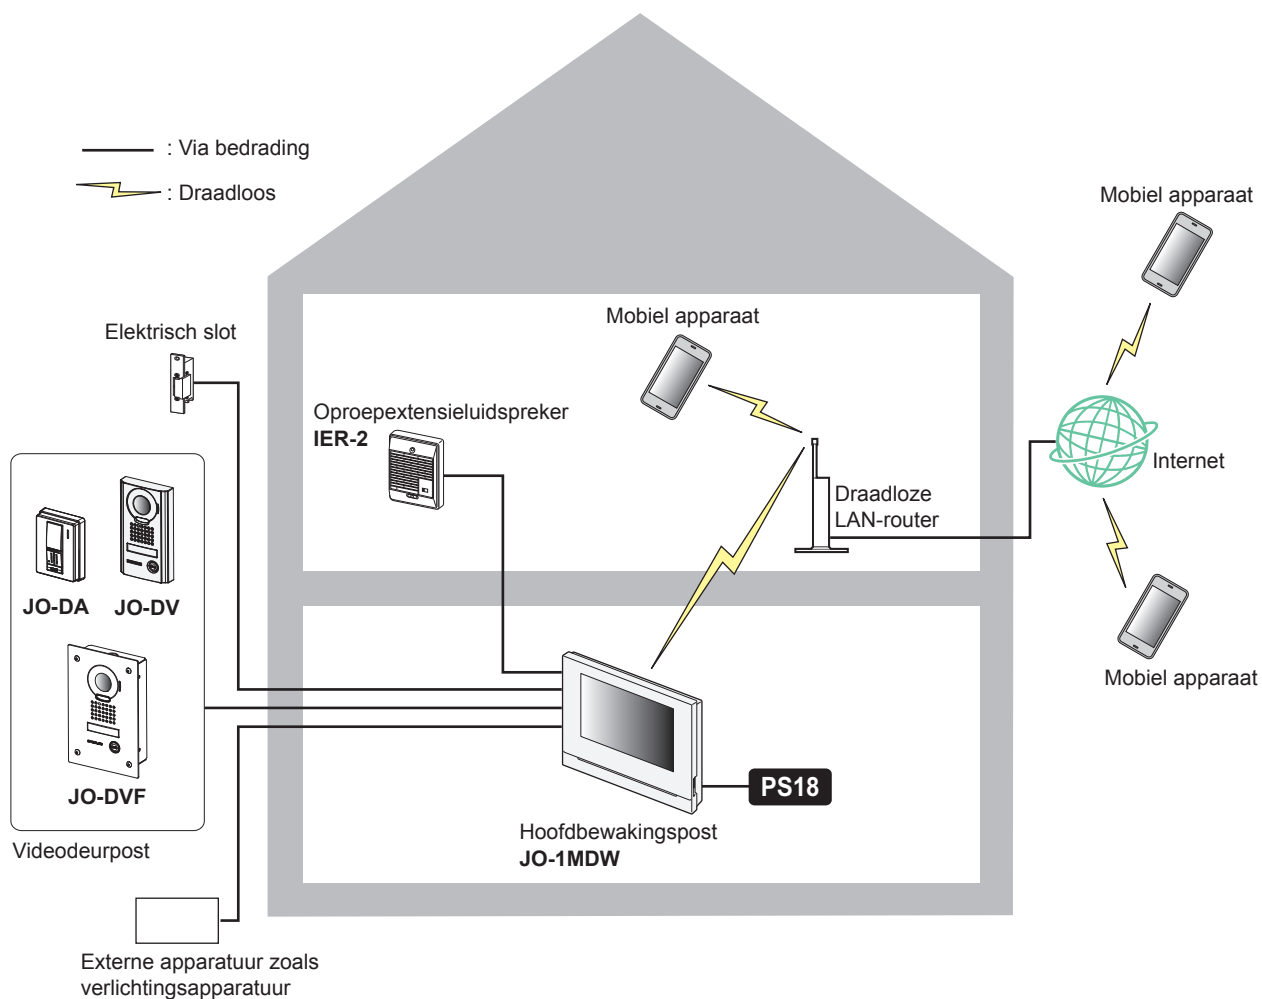 : Via bedrading
: Draadloos
Mobiel apparaat
Mobiel apparaat
Elektrisch slot
Oproepextensieluidspreker
IER-2
Internet
Draadloze
LAN-router
JO-DA
JO-DV
Mobiel apparaat
JO-DVF
PS18
Hoofdbewakingspost
JO-1MDW
Videodeurpost
Externe apparatuur zoals
verlichtingsapparatuur